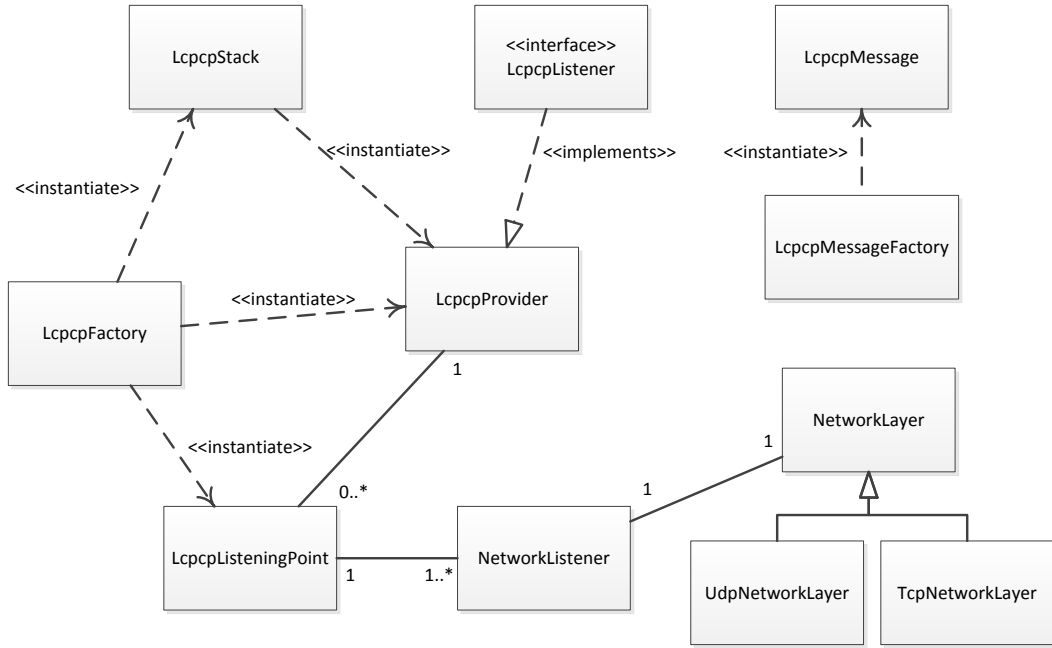 LcpcpStack
<<interface>>
LcpcpListener
LcpcpMessage
<<instantiate>>
<<implements>>
<<instantiate>>
<<instantiate>>
LcpcpMessageFactory
LcpcpFactory
<<instantiate>>
LcpcpProvider
1
<<instantiate>>
NetworkLayer
1
0..*
1
LcpcpListeningPoint
1
1..*
NetworkListener
UdpNetworkLayer
TcpNetworkLayer